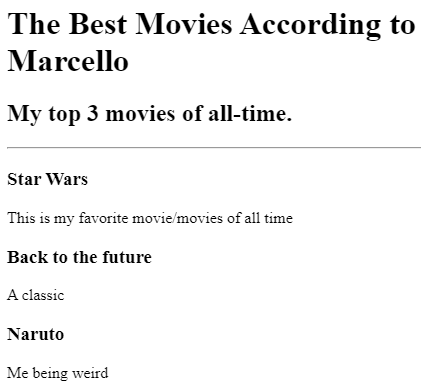 The Best Movies According to
Marcello
My top 3 movies of all-time.
Star Wars
This is my favorite movie/movies of all time
Back to the future
A classic
Naruto
Me being weird